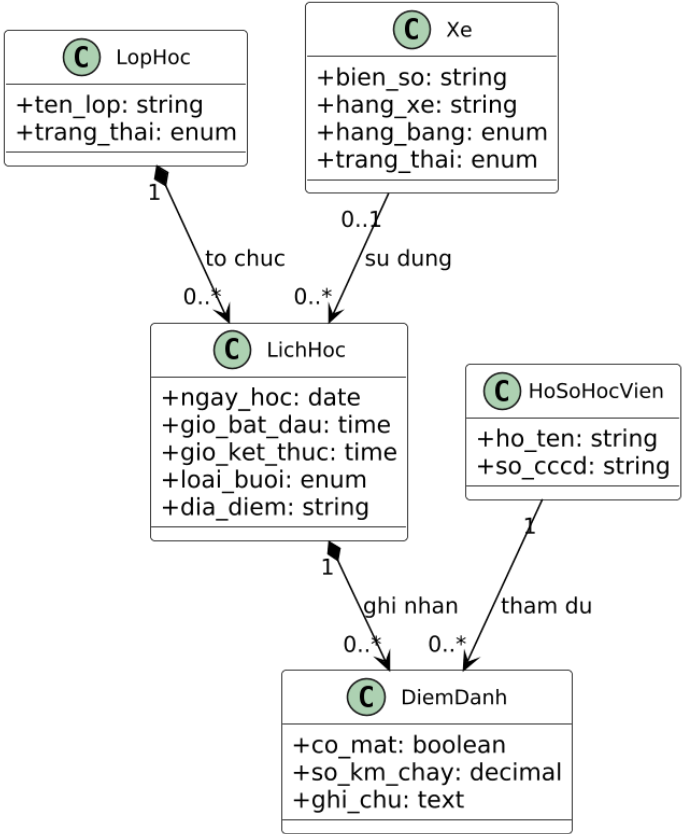 C LopHoc
+ten_lop: string
+trang_thai: enum
C Xe
+bien_so: string
+hang_xe: string
+hang_bang: enum
+trang_thai: enum
1
to chuc
0..*
0..1
su dung
0..*
C LichHoc
+ngay_hoc: date
+gio_bat_dau: time
+gio_ket_thuc: time
+loai_buoi: enum
+dia_diem: string
C HoSoHocVien
+ho_ten: string
+so_cccd: string
1
ghi nhan
0..*
1
tham du
0..*
C DiemDanh
+co_mat: boolean
+so_km_chay: decimal
+ghi_chu: text